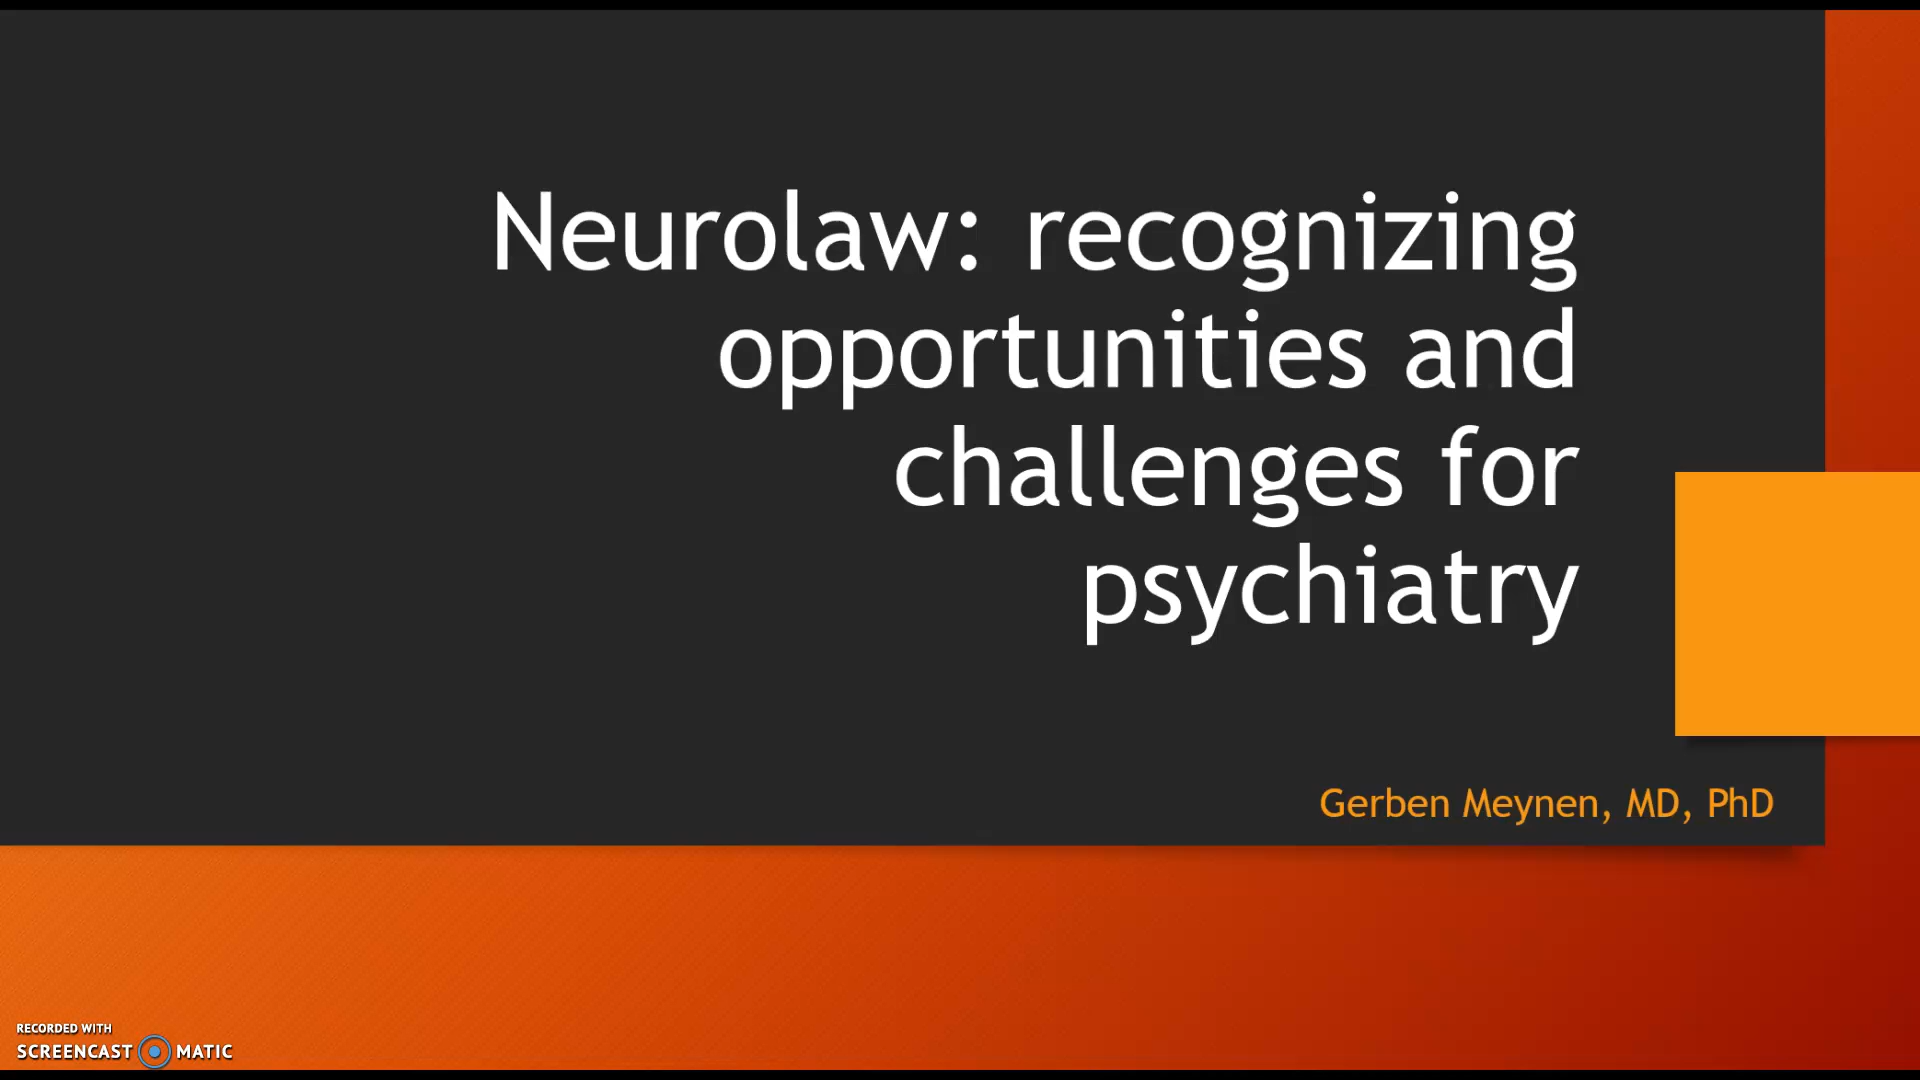 Neurolaw: recognizing
opportunities and
challenges for
psychiatry
Gerben Meynen, MD, PhD
RECORDED WITH
SCREENCAST MATIC